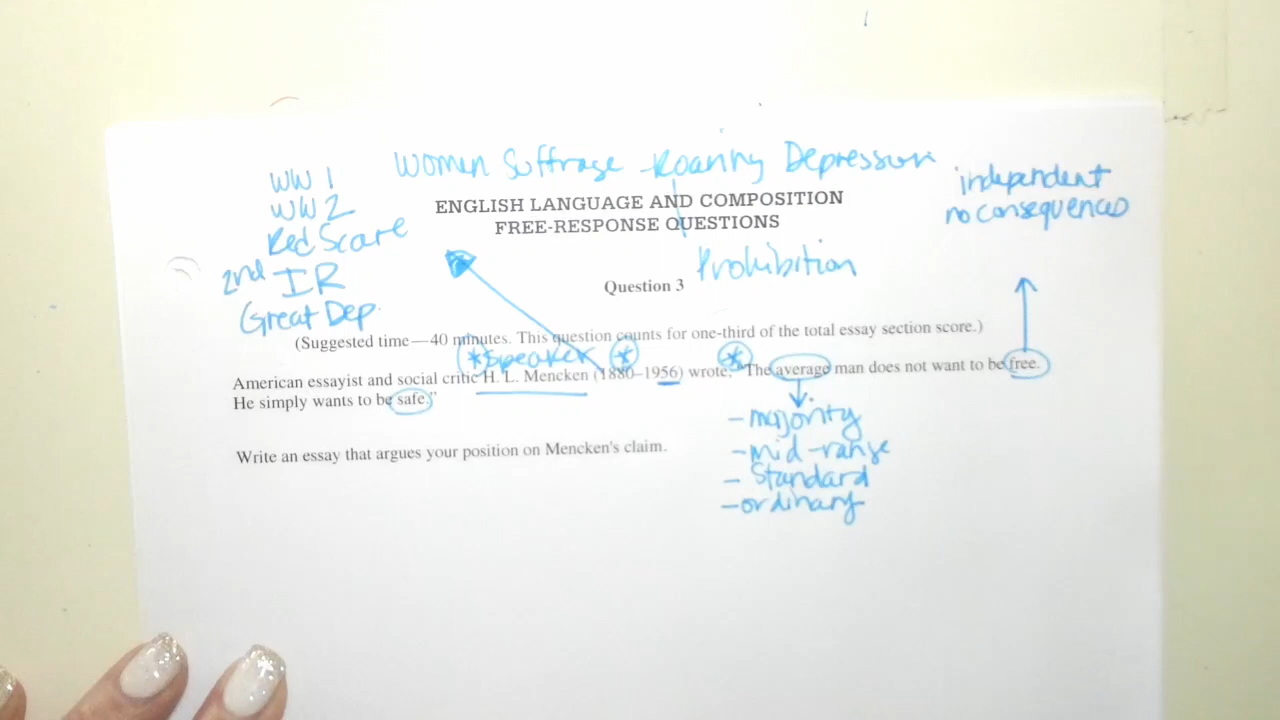 Women Suffrage Roaring Depression
WW 1
WW 2
Red Scare
2nd IR
Great Dep.
independent
no consequences
ENGLISH LANGUAGE AND COMPOSITION
FREE-RESPONSE QUESTIONS
Prohibition
Question 3
(Suggested time—40 minutes. This question counts for one-third of the total essay section score.)
*Speaker * *
American essayist and social critic H. L. Mencken (1880–1956) wrote, "The average man does not want to be free.
He simply wants to be safe."
- majority
- mid-range
- Standard
- ordinary
Write an essay that argues your position on Mencken's claim.